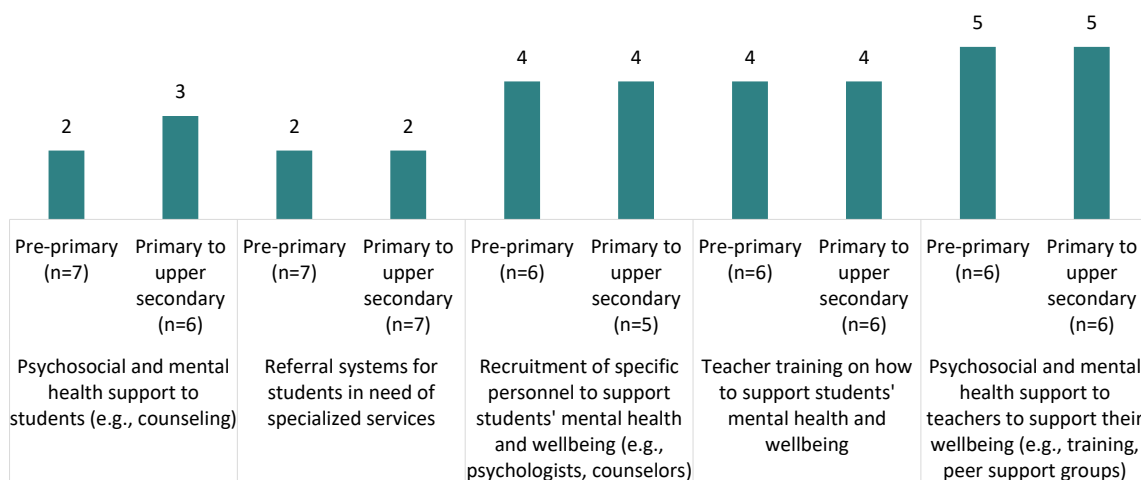 5
5
4
4
4
4
3
2
2
2
Pre-primary
(n=7)
Primary to
upper
secondary
(n=6)
Pre-primary
(n=7)
Primary to
upper
secondary
(n=7)
Pre-primary
(n=6)
Primary to
upper
secondary
(n=5)
Pre-primary
(n=6)
Primary to
upper
secondary
(n=6)
Pre-primary
(n=6)
Primary to
upper
secondary
(n=6)
Psychosocial and mental
health support to
students (e.g., counseling)
Referral systems for
students in need of
specialized services
Recruitment of specific
personnel to support
students' mental health
and wellbeing (e.g.,
psychologists, counselors)
Teacher training on how
to support students'
mental health and
wellbeing
Psychosocial and mental
health support to
teachers to support their
wellbeing (e.g., training,
peer support groups)